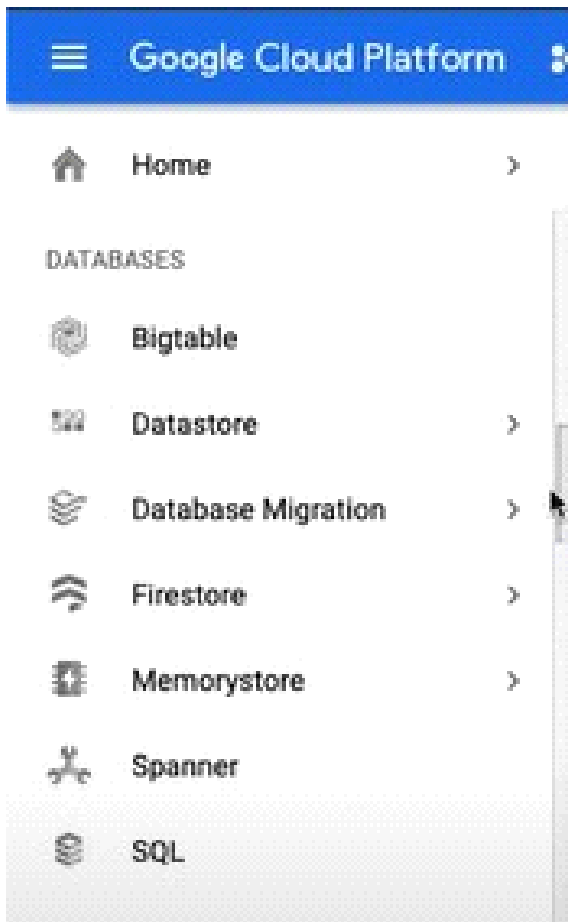 Google Cloud Platform
Home
DATABASES
Bigtable
Datastore
Database Migration
Firestore
Memorystore
Spanner
SQL